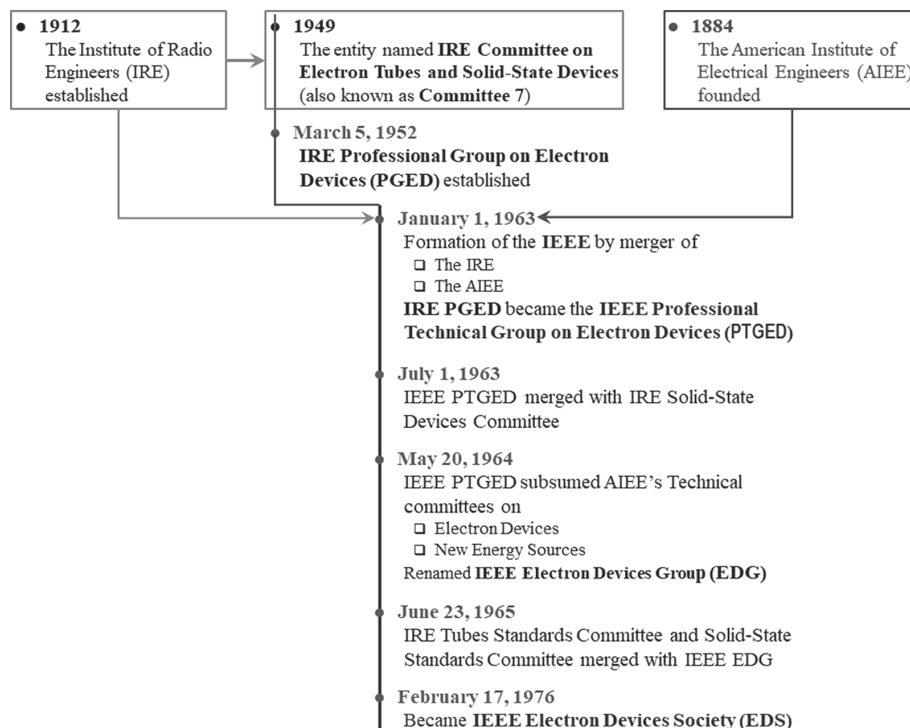 1912
The Institute of Radio
Engineers (IRE)
established
1949
The entity named IRE Committee on
Electron Tubes and Solid-State Devices
(also known as Committee 7)
1884
The American Institute of
Electrical Engineers (AIEE)
founded
March 5, 1952
IRE Professional Group on Electron
Devices (PGED) established
January 1, 1963
Formation of the IEEE by merger of
The IRE
The AIEE
IRE PGED became the IEEE Professional
Technical Group on Electron Devices (PTGED)
July 1, 1963
IEEE PTGED merged with IRE Solid-State
Devices Committee
May 20, 1964
IEEE PTGED subsumed AIEE's Technical
committees on
Electron Devices
New Energy Sources
Renamed IEEE Electron Devices Group (EDG)
June 23, 1965
IRE Tubes Standards Committee and Solid-State
Standards Committee merged with IEEE EDG
February 17, 1976
Became IEEE Electron Devices Society (EDS)